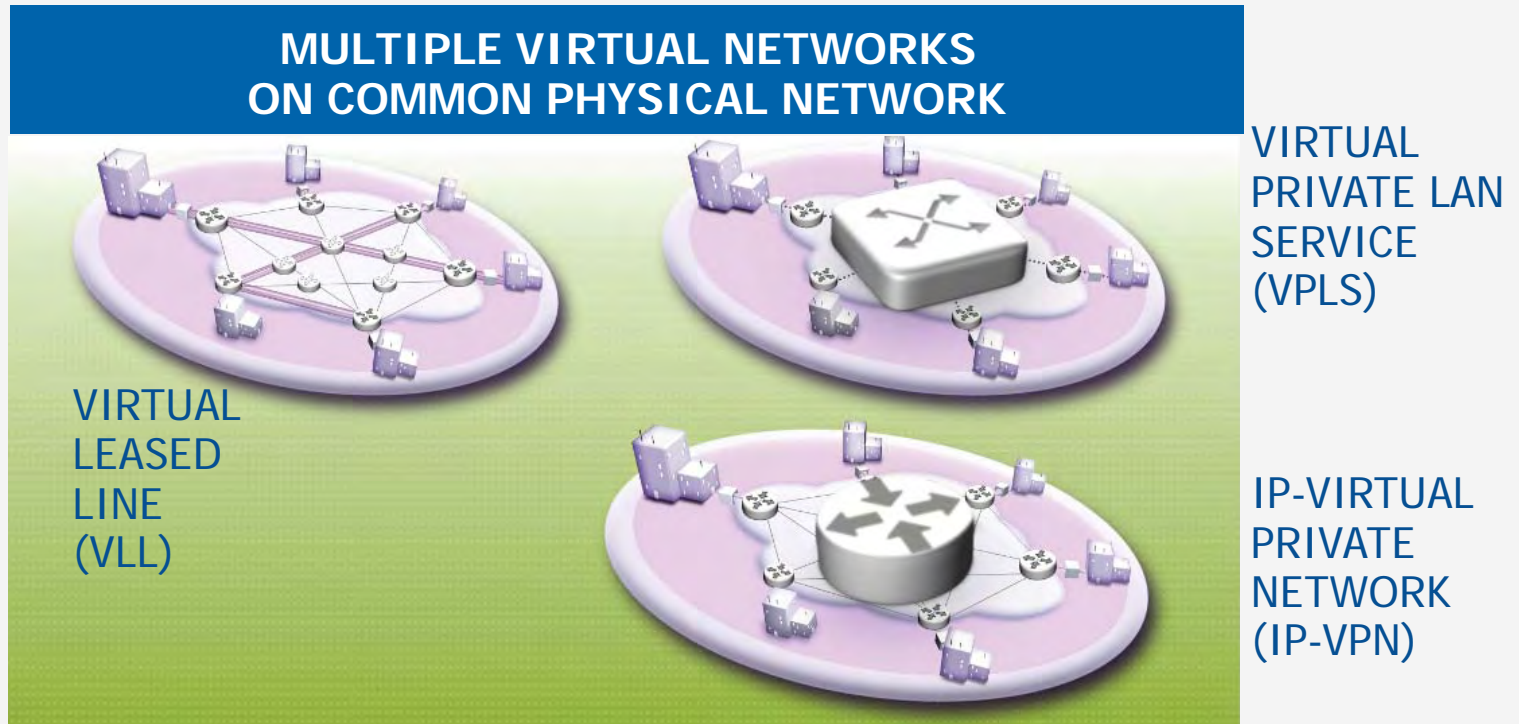 MULTIPLE VIRTUAL NETWORKS
ON COMMON PHYSICAL NETWORK
VIRTUAL
LEASED
LINE
(VLL)
VIRTUAL
PRIVATE LAN
SERVICE
(VPLS)
IP-VIRTUAL
PRIVATE
NETWORK
(IP-VPN)